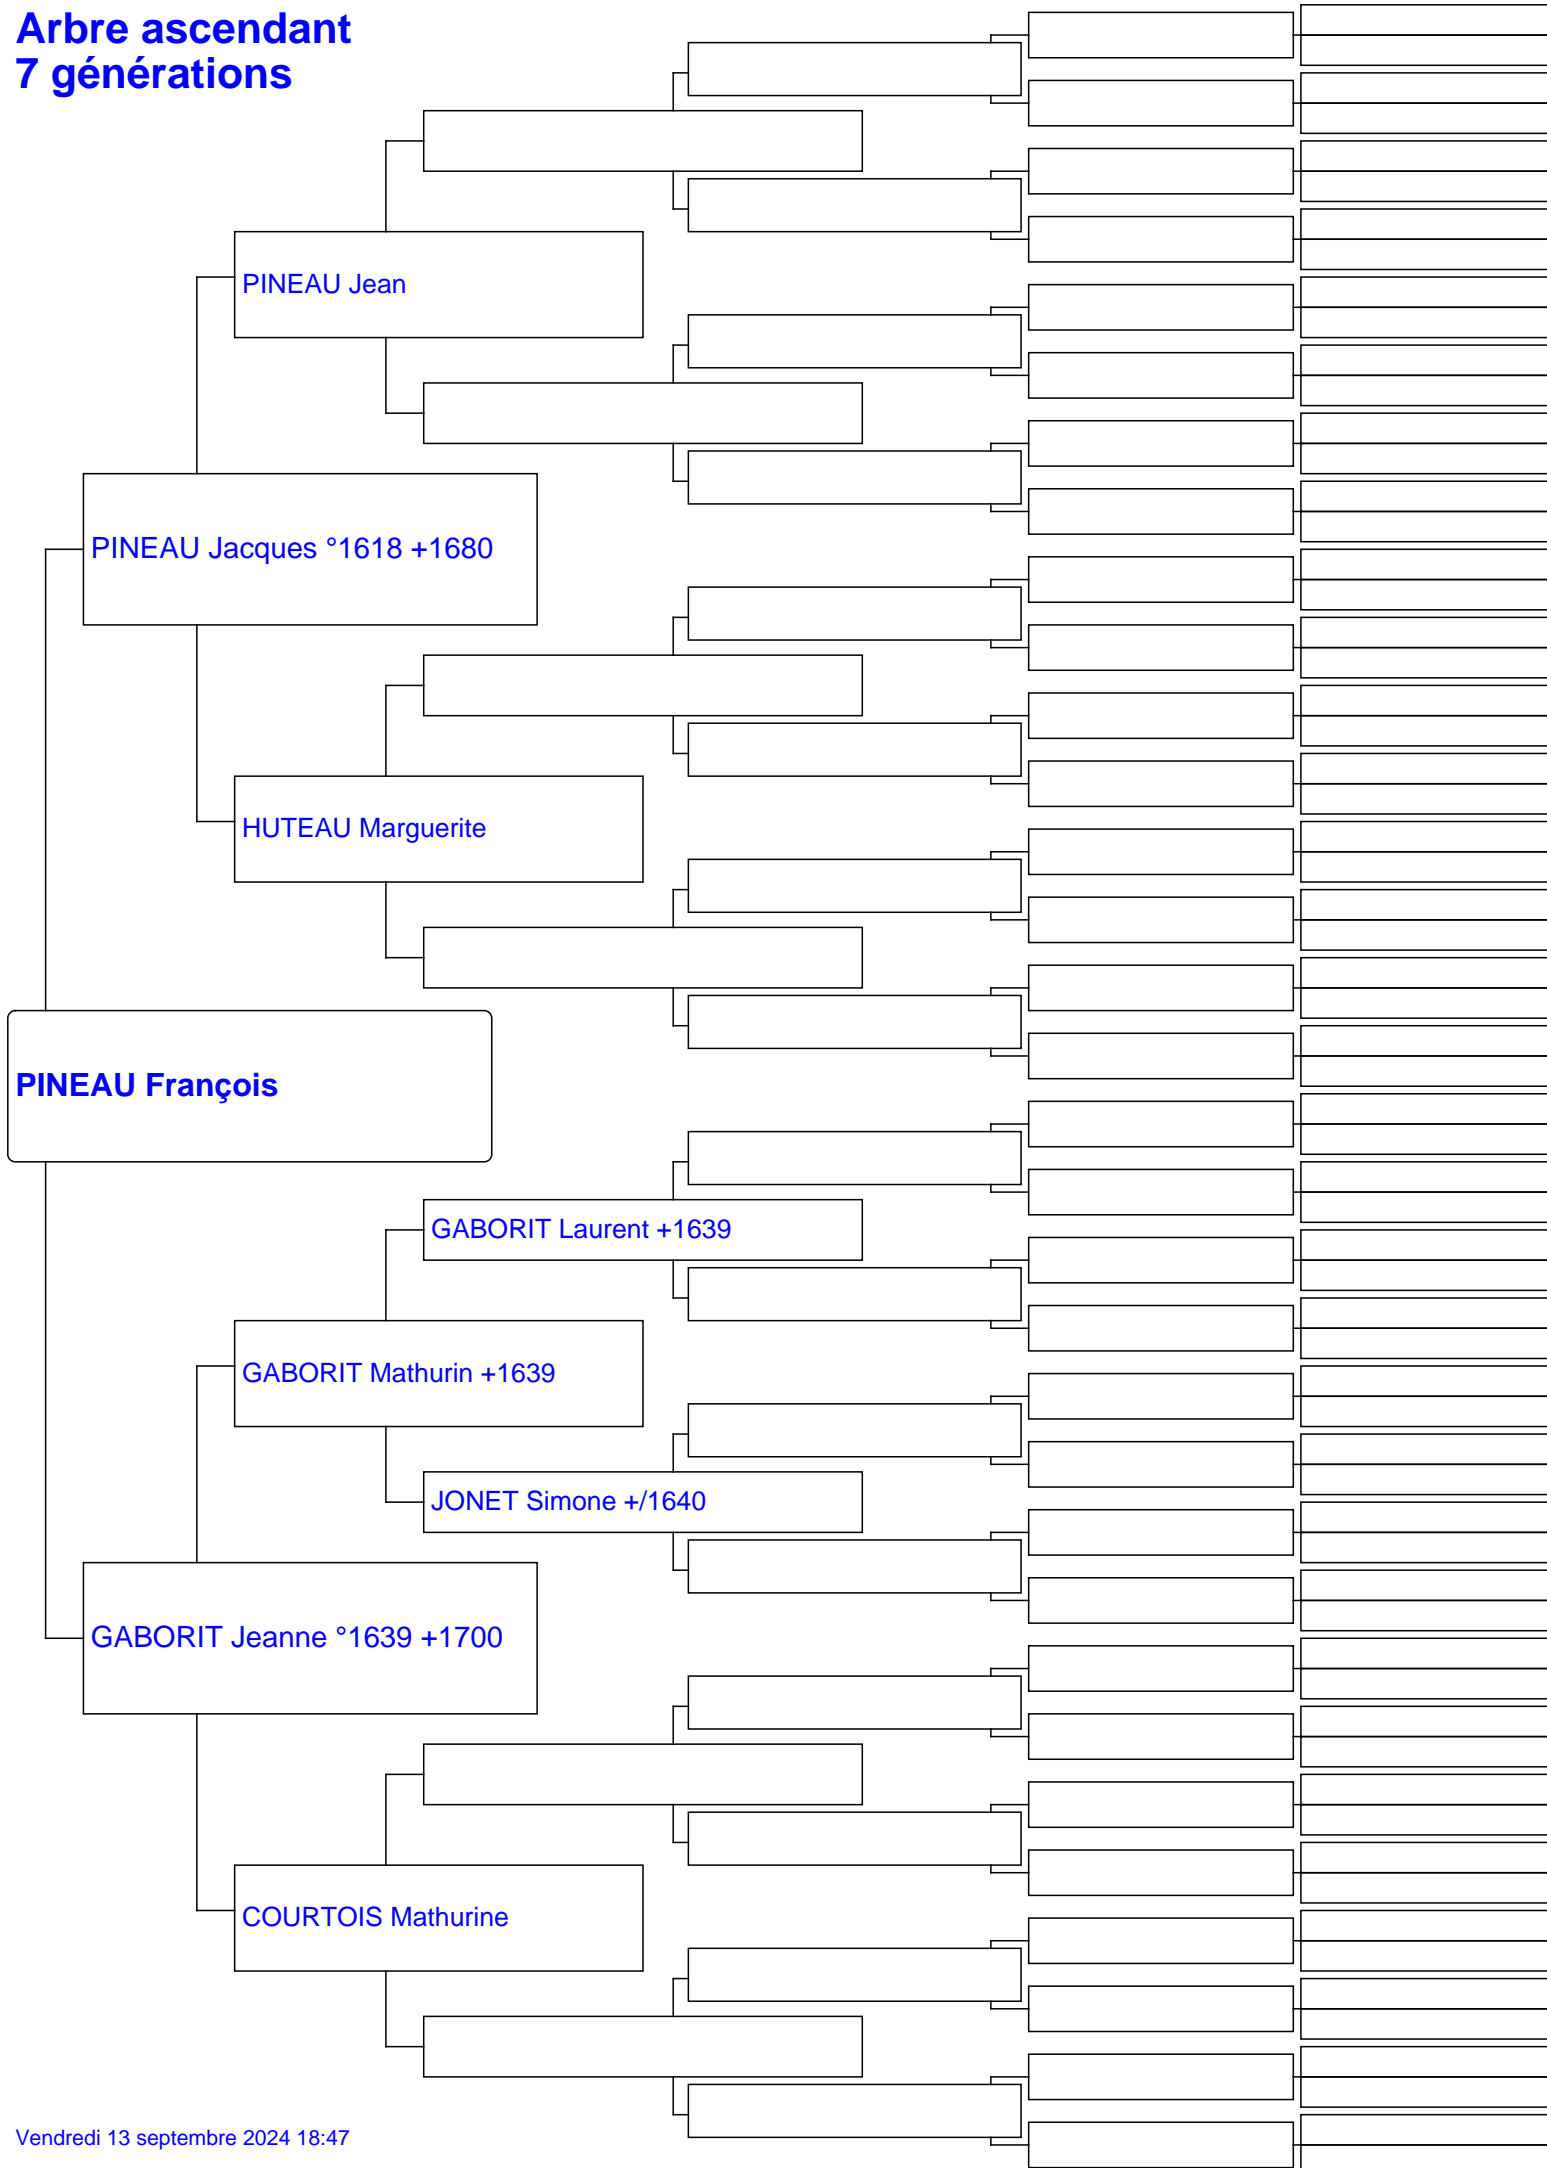 Arbre ascendant
7 générations
PINEAU Jean
PINEAU Jacques °1618 +1680
HUTEAU Marguerite
PINEAU François
GABORIT Laurent +1639
GABORIT Mathurin +1639
JONET Simone +/1640
GABORIT Jeanne °1639 +1700
COURTOIS Mathurine
Vendredi 13 septembre 2024 18:47